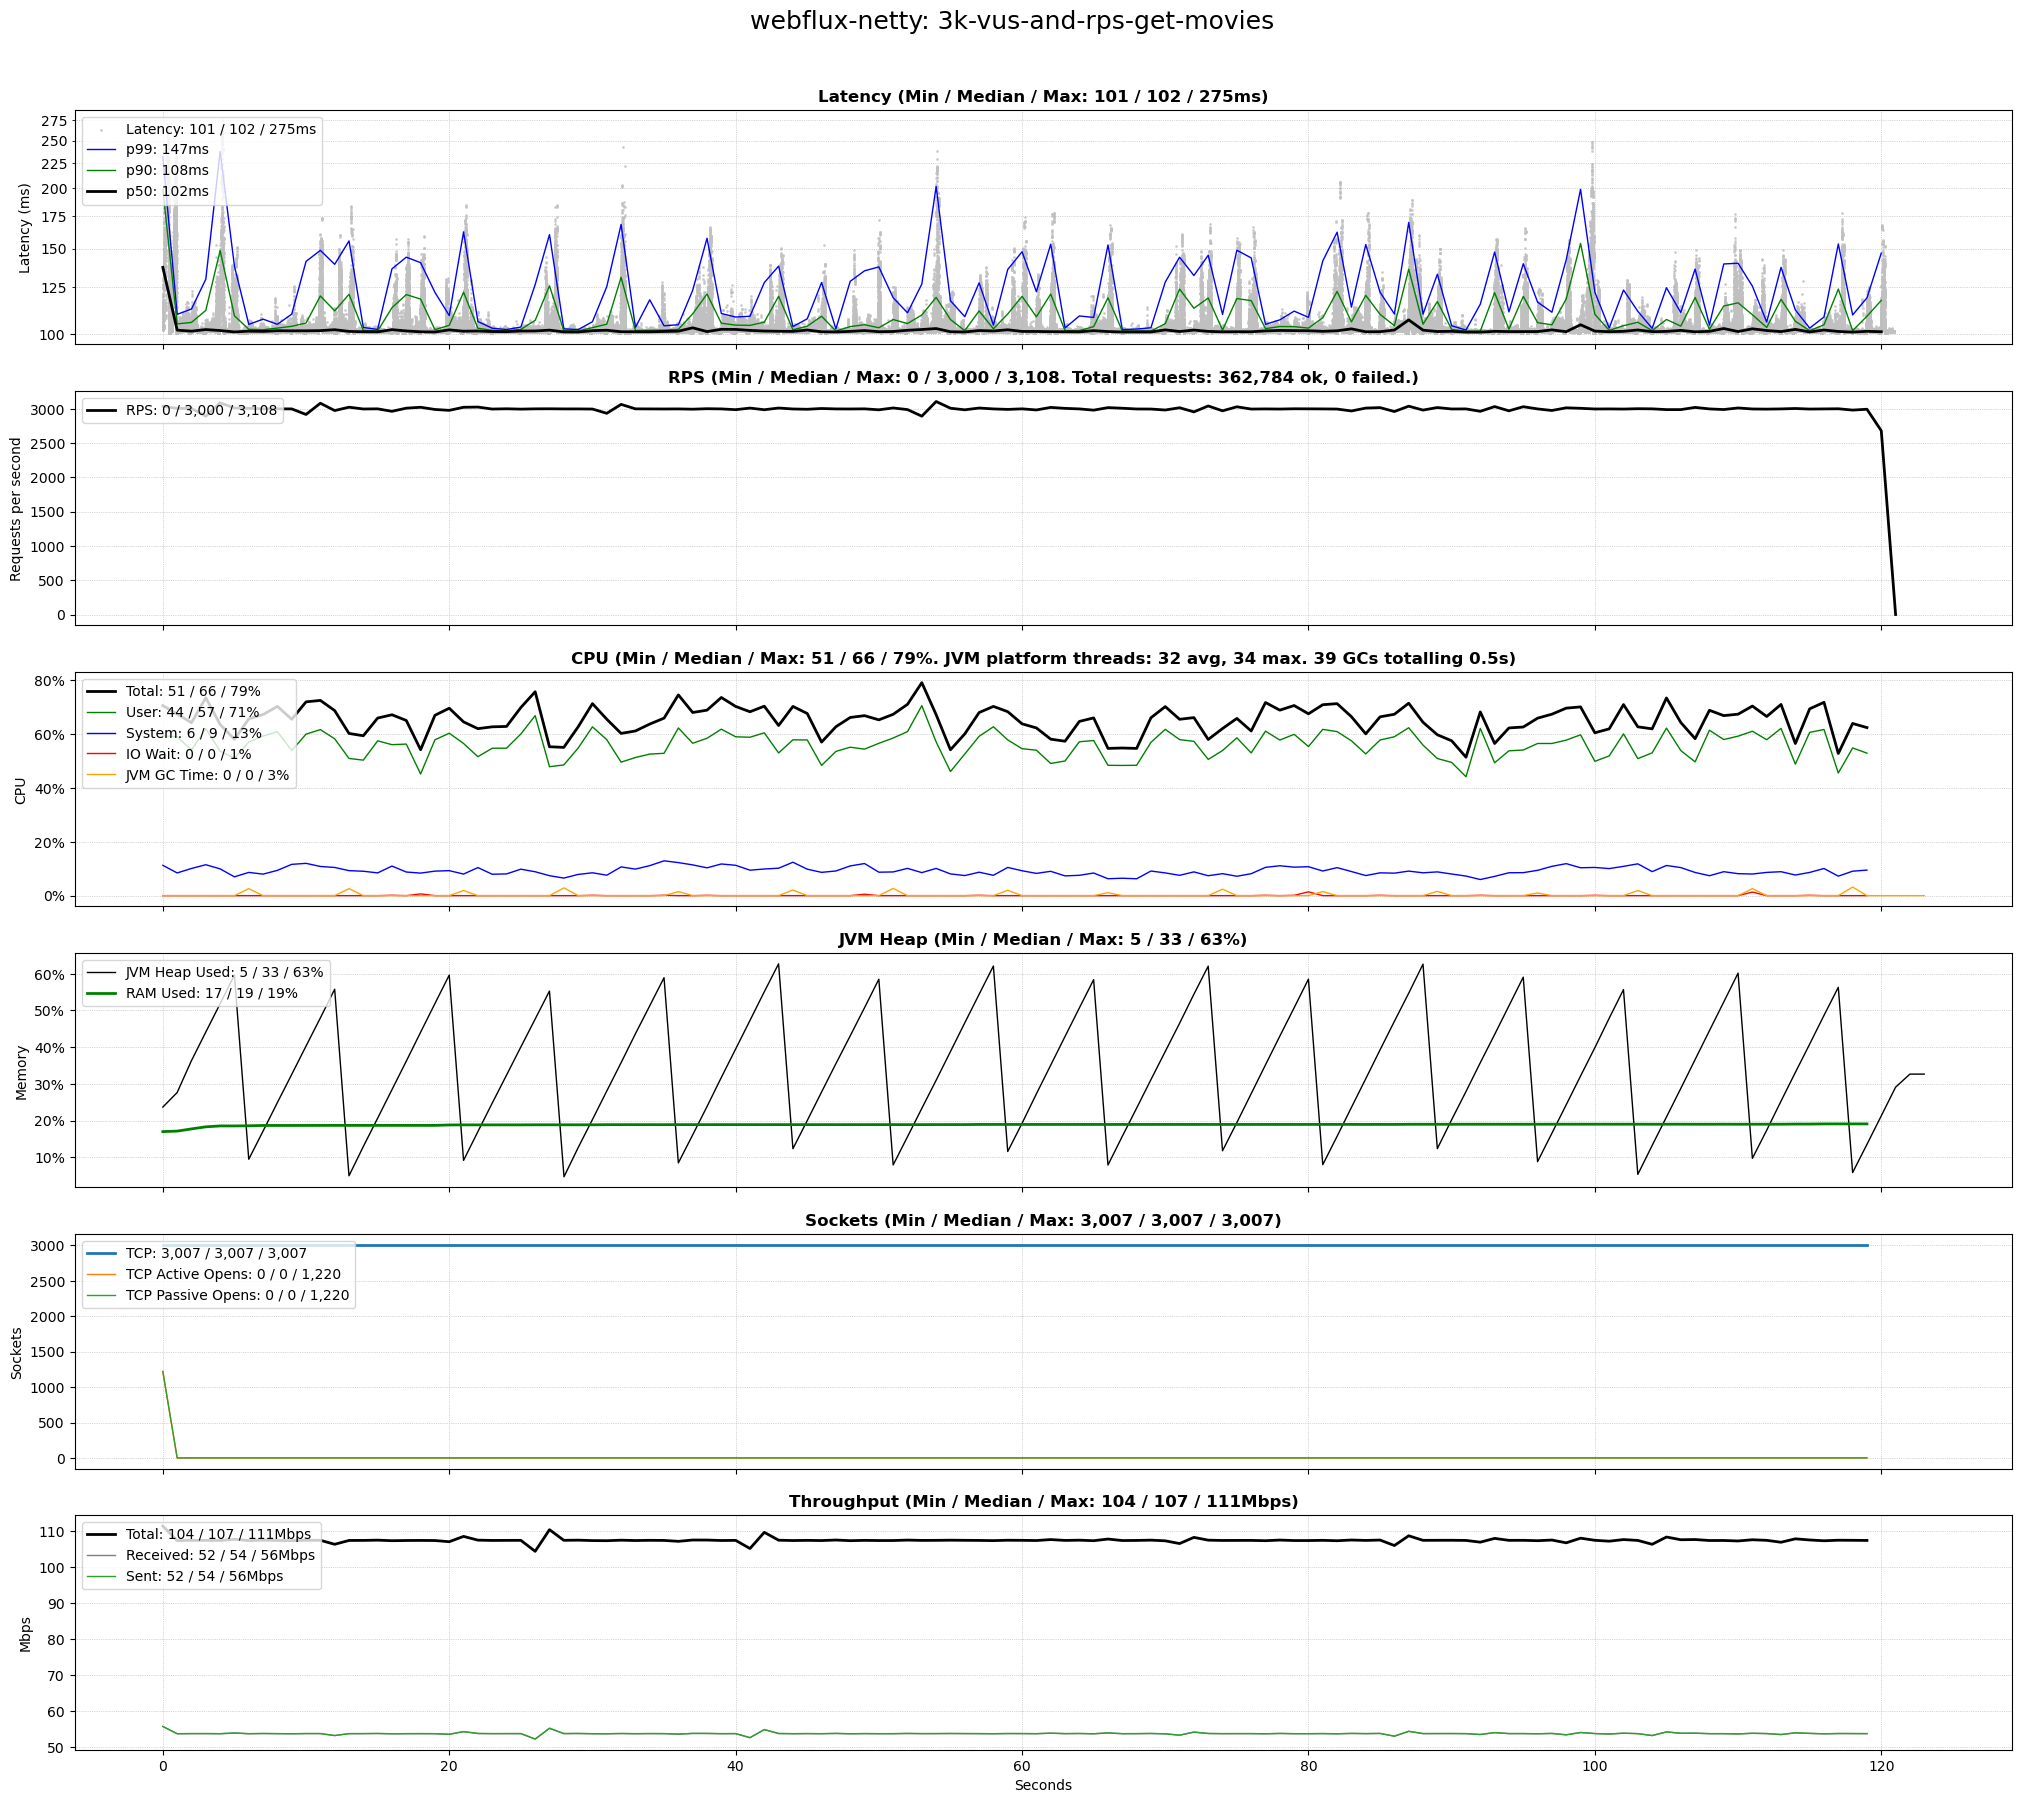 webflux-netty: 3k-vus-and-rps-get-movies
Latency (Min / Median / Max: 101 / 102 / 275ms)
Latency (ms)
275
250
225
200
175
150
125
100
Latency: 101 / 102 / 275ms
p99: 147ms
p90: 108ms
p50: 102ms
RPS (Min / Median / Max: 0 / 3,000 / 3,108. Total requests: 362,784 ok, 0 failed.)
Requests per second
3000
2500
2000
1500
1000
500
0
RPS: 0 / 3,000 / 3,108
CPU (Min / Median / Max: 51 / 66 / 79%. JVM platform threads: 32 avg, 34 max. 39 GCs totalling 0.5s)
CPU
80%
60%
40%
20%
0%
Total: 51 / 66 / 79%
User: 44 / 57 / 71%
System: 6 / 9 / 13%
IO Wait: 0 / 0 / 1%
JVM GC Time: 0 / 0 / 3%
JVM Heap (Min / Median / Max: 5 / 33 / 63%)
Memory
60%
50%
40%
30%
20%
10%
JVM Heap Used: 5 / 33 / 63%
RAM Used: 17 / 19 / 19%
Sockets (Min / Median / Max: 3,007 / 3,007 / 3,007)
Sockets
3000
2500
2000
1500
1000
500
0
TCP: 3,007 / 3,007 / 3,007
TCP Active Opens: 0 / 0 / 1,220
TCP Passive Opens: 0 / 0 / 1,220
Throughput (Min / Median / Max: 104 / 107 / 111Mbps)
Mbps
110
100
90
80
70
60
50
Total: 104 / 107 / 111Mbps
Received: 52 / 54 / 56Mbps
Sent: 52 / 54 / 56Mbps
0 20 40 60 80 100 120
Seconds